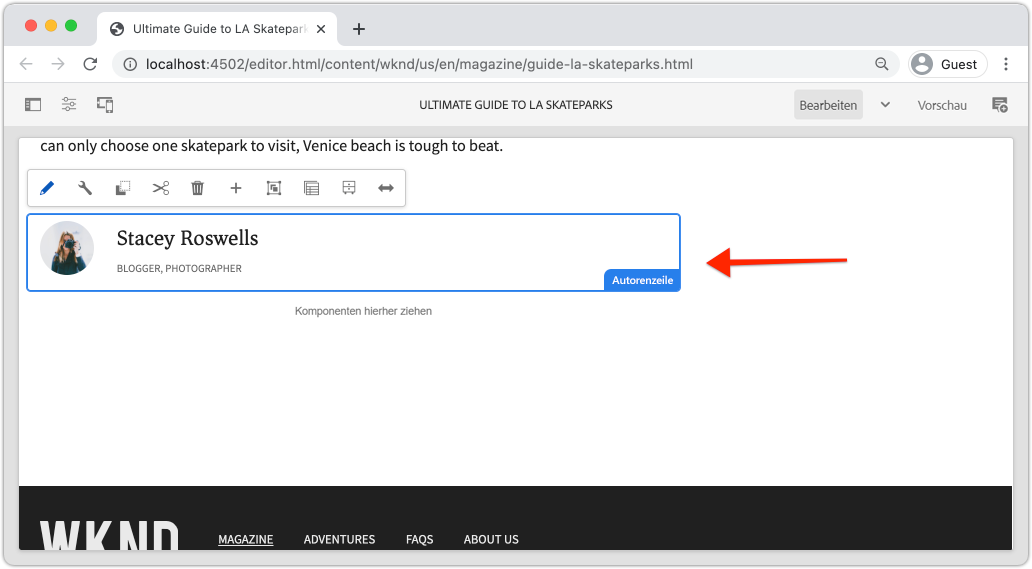 Ultimate Guide to LA Skatepar
localhost:4502/editor.html/content/wknd/us/en/magazine/guide-la-skateparks.html
Guest
ULTIMATE GUIDE TO LA SKATEPARKS
Bearbeiten
Vorschau
can only choose one skatepark to visit, Venice beach is tough to beat.
Stacey Roswells
BLOGGER, PHOTOGRAPHER
Autorenzeile
Komponenten hierher ziehen
WKND
MAGAZINE ADVENTURES FAQS ABOUT US